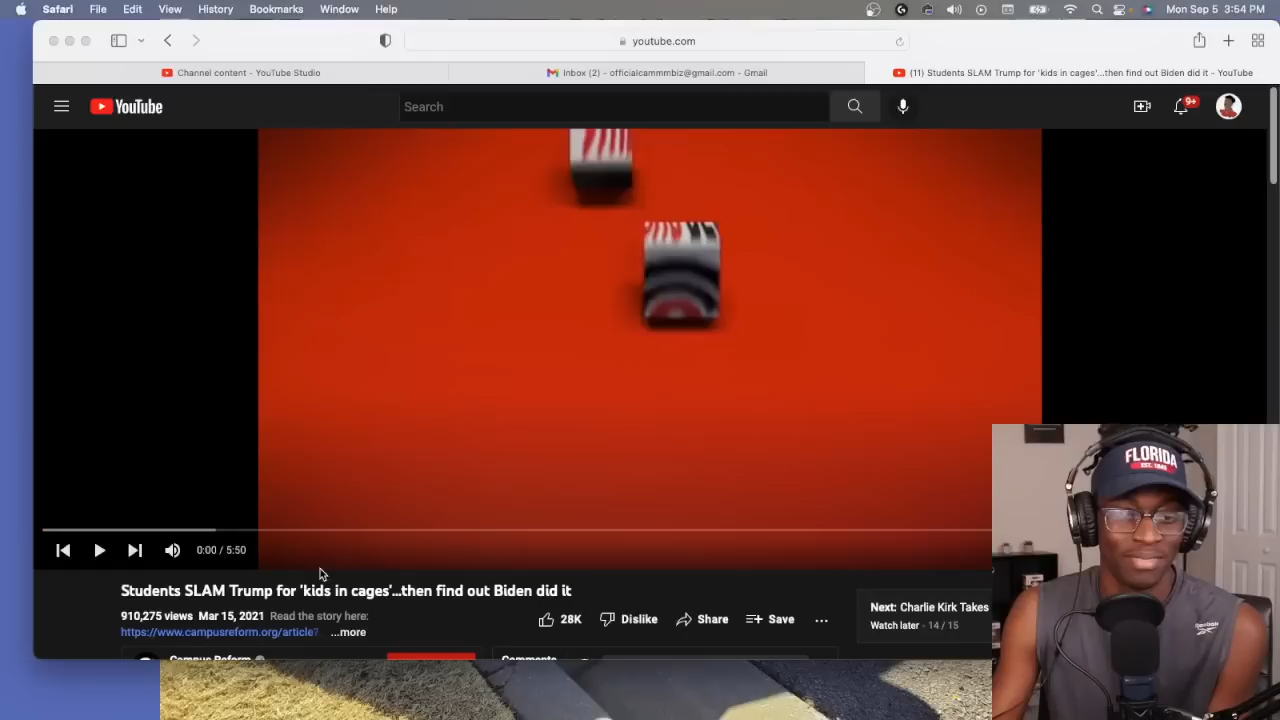 Safari File Edit View History Bookmarks Window Help Mon Sep 5 3:54 PM
youtube.com
Channel content - YouTube Studio
Inbox (2) - officialcammmbiz@gmail.com - Gmail
(11) Students SLAM Trump for 'kids in cages'...then find out Biden did it - YouTube
YouTube
Search
9+
0:00 / 5:50
Students SLAM Trump for 'kids in cages'...then find out Biden did it
910,275 views Mar 15, 2021 Read the story here:
https://www.campusreform.org/article? ...more
28K Dislike Share Save
Next: Charlie Kirk Takes
Watch later · 14 / 15
Campus Reform
Comments
FLORIDA
EST. 1845
Reebok